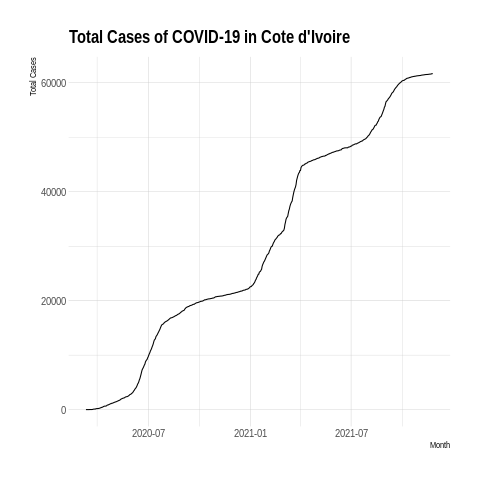 Total Cases of COVID-19 in Cote d'Ivoire
Total Cases
60000
40000
20000
0
2020-07
2021-01
2021-07
Month